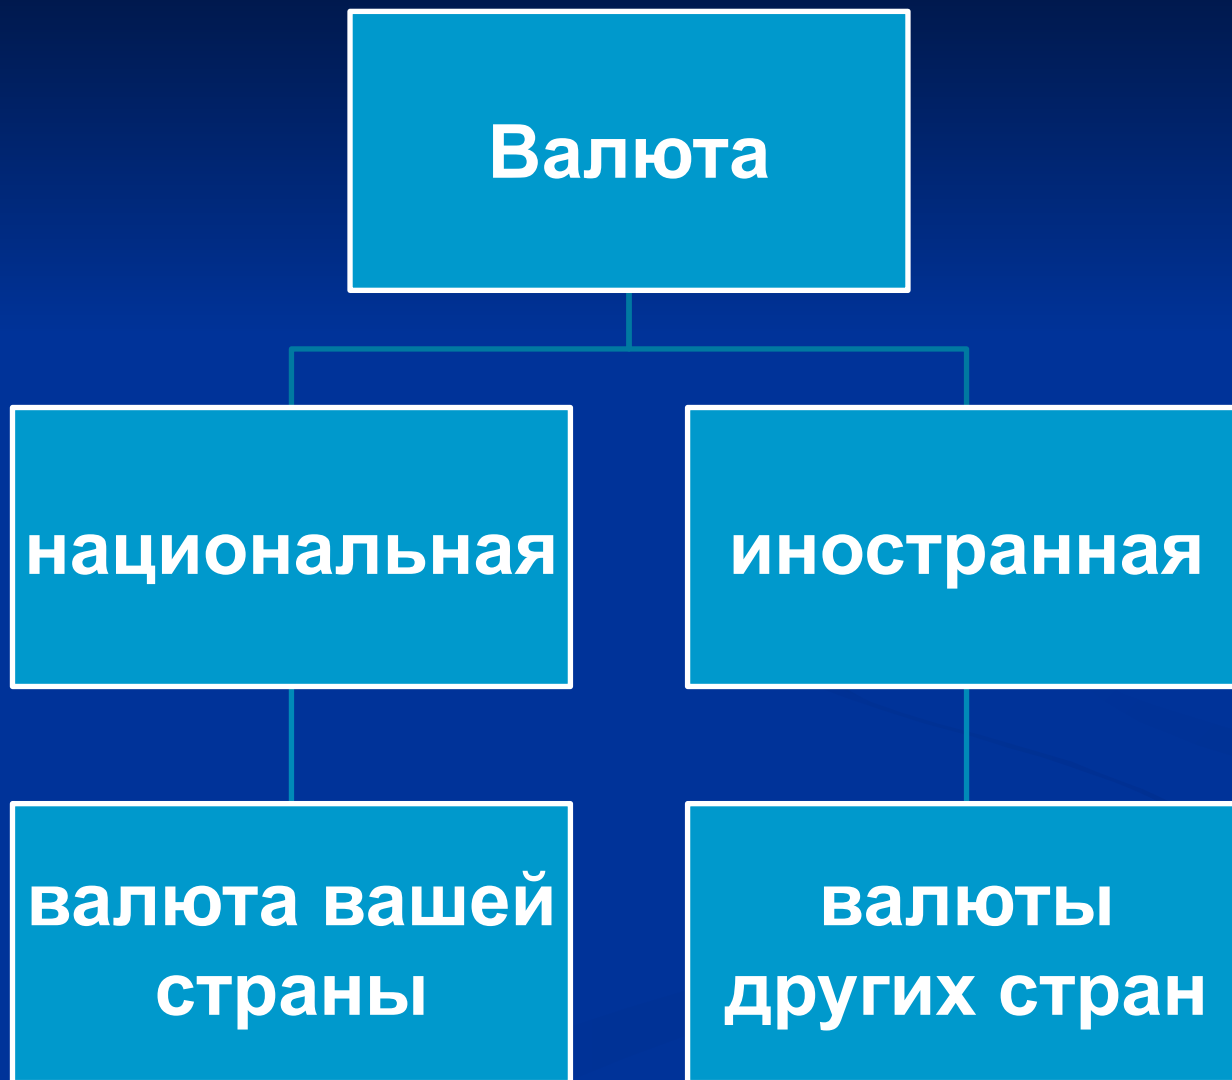 Валюта
национальная
иностранная
валюта вашей
страны
валюты
других стран